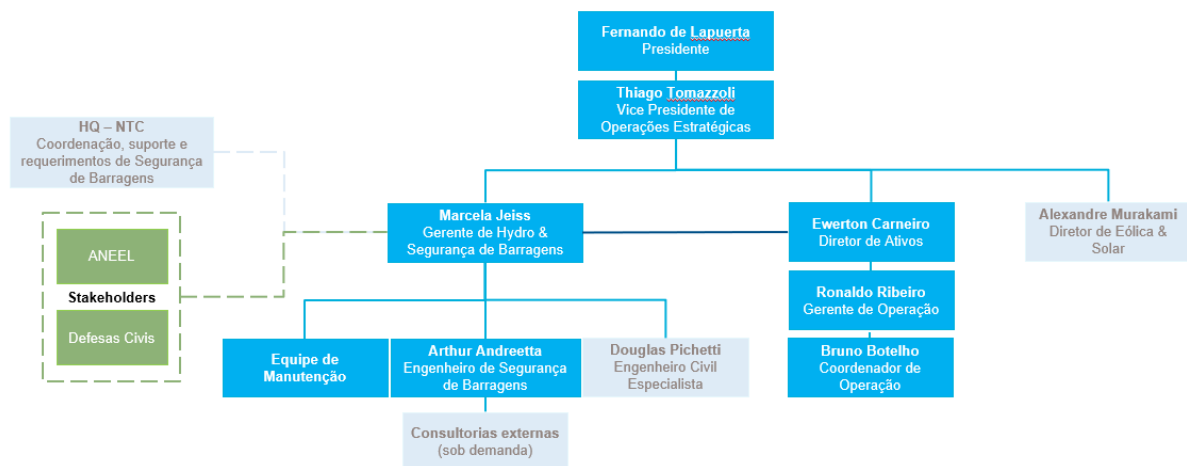 Fernando de Lapuerta
Presidente
Thiago Tomazzoli
Vice Presidente de
Operações Estratégicas
HQ – NTC
Coordenação, suporte e
requerimentos de Segurança
de Barragens
ANEEL
Stakeholders
Defesas Civis
Marcela Jeiss
Gerente de Hydro &
Segurança de Barragens
Ewerton Carneiro
Diretor de Ativos
Alexandre Murakami
Diretor de Eólica &
Solar
Ronaldo Ribeiro
Gerente de Operação
Equipe de
Manutenção
Arthur Andreetta
Engenheiro de Segurança
de Barragens
Douglas Pichetti
Engenheiro Civil
Especialista
Bruno Botelho
Coordenador de
Operação
Consultorias externas
(sob demanda)